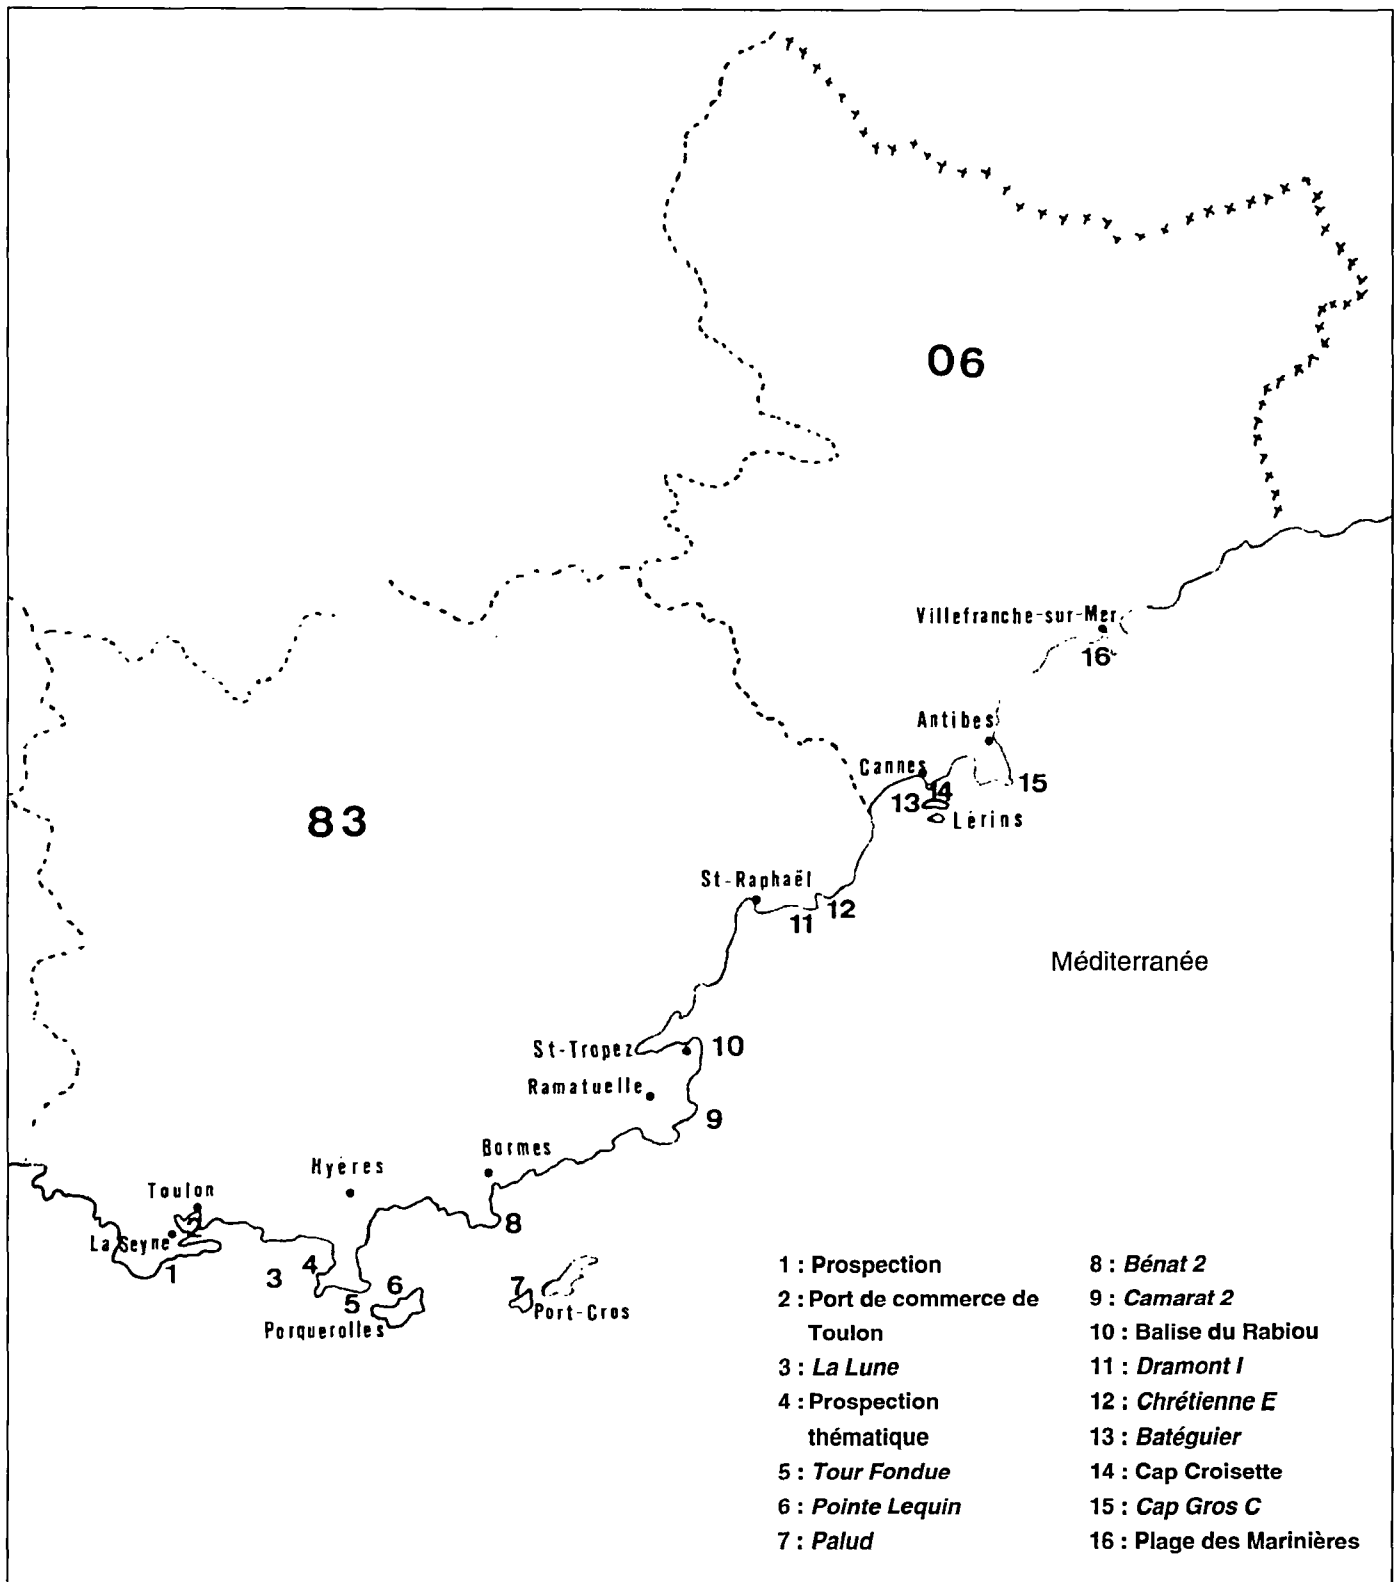 06
Villefranche-sur-Mer
16
Antibes
Cannes
15
14
13
Lérins
83
St-Raphaël
12
11
Méditerranée
St-Tropez
10
Ramatuelle
9
Bormes
Hyères
Toulon
2
8
La Seyne
4
1
3
6
7
5
Port-Cros
Porquerolles
1 : Prospection
2 : Port de commerce de
Toulon
3 : La Lune
4 : Prospection
thématique
5 : Tour Fondue
6 : Pointe Lequin
7 : Palud
8 : Bénat 2
9 : Camarat 2
10 : Balise du Rabiou
11 : Dramont I
12 : Chrétienne E
13 : Batéguier
14 : Cap Croisette
15 : Cap Gros C
16 : Plage des Marinières